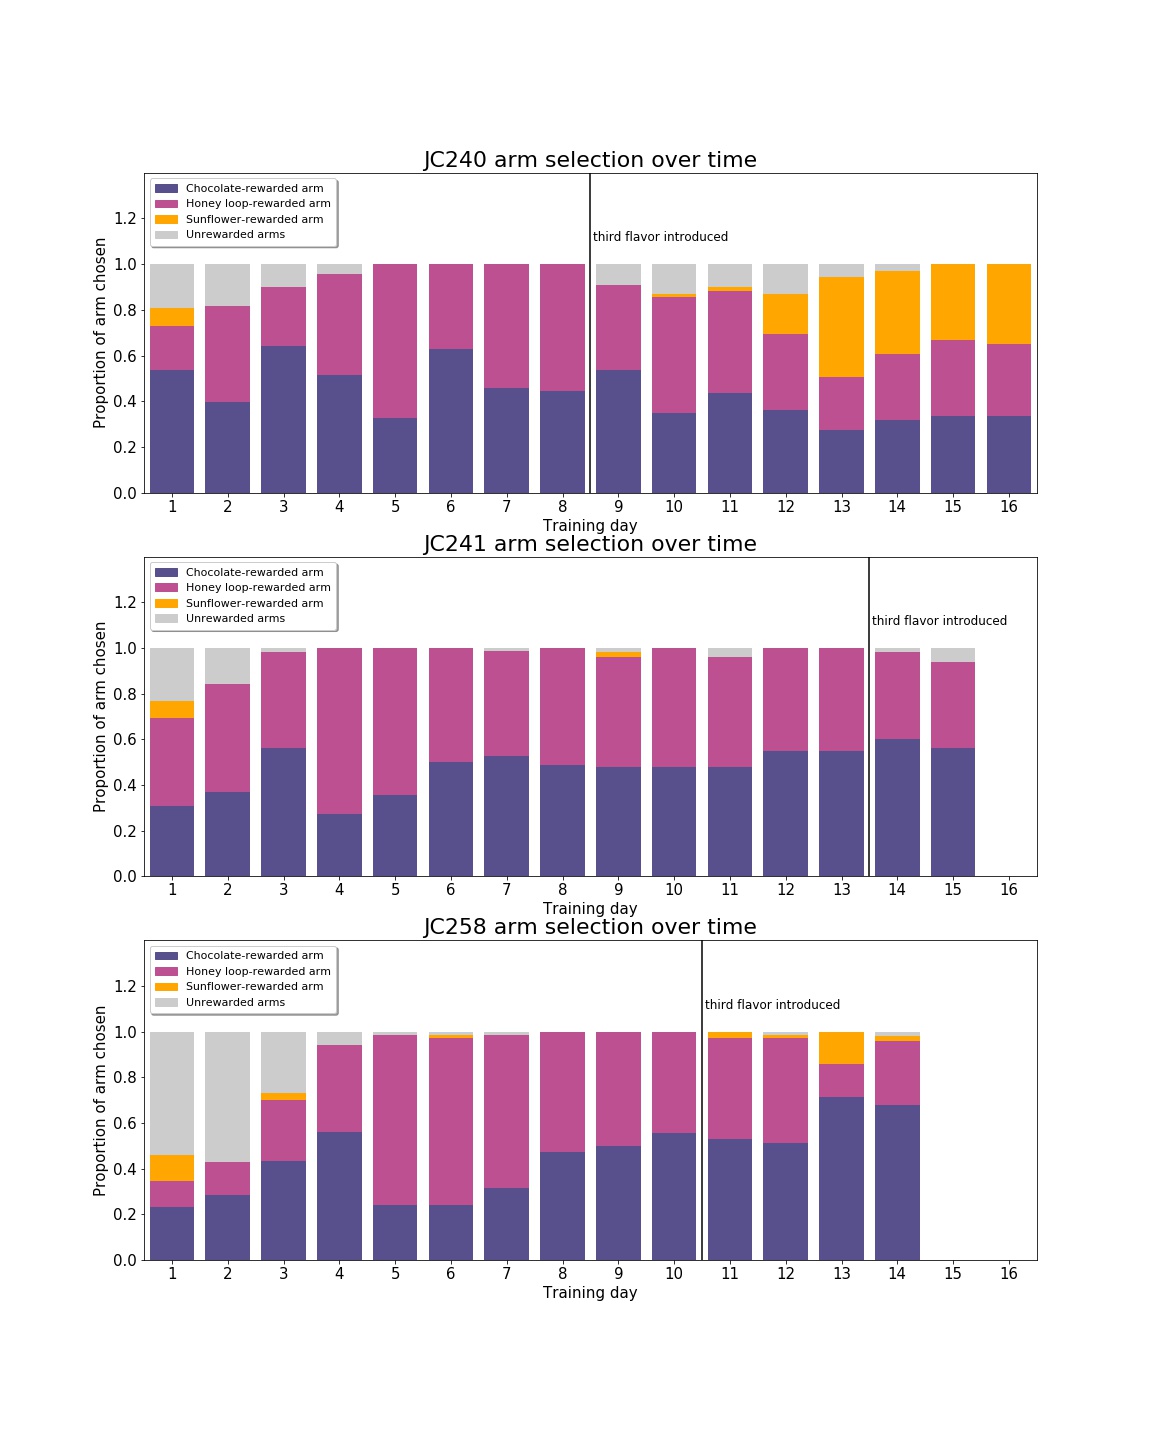 JC240 arm selection over time
Chocolate-rewarded arm
Honey loop-rewarded arm
Sunflower-rewarded arm
Unrewarded arms
third flavor introduced
Proportion of arm chosen
1.2
1.0
0.8
0.6
0.4
0.2
0.0
1 2 3 4 5 6 7 8 9 10 11 12 13 14 15 16
Training day
JC241 arm selection over time
Chocolate-rewarded arm
Honey loop-rewarded arm
Sunflower-rewarded arm
Unrewarded arms
third flavor introduced
Proportion of arm chosen
1.2
1.0
0.8
0.6
0.4
0.2
0.0
1 2 3 4 5 6 7 8 9 10 11 12 13 14 15 16
Training day
JC258 arm selection over time
Chocolate-rewarded arm
Honey loop-rewarded arm
Sunflower-rewarded arm
Unrewarded arms
third flavor introduced
Proportion of arm chosen
1.2
1.0
0.8
0.6
0.4
0.2
0.0
1 2 3 4 5 6 7 8 9 10 11 12 13 14 15 16
Training day